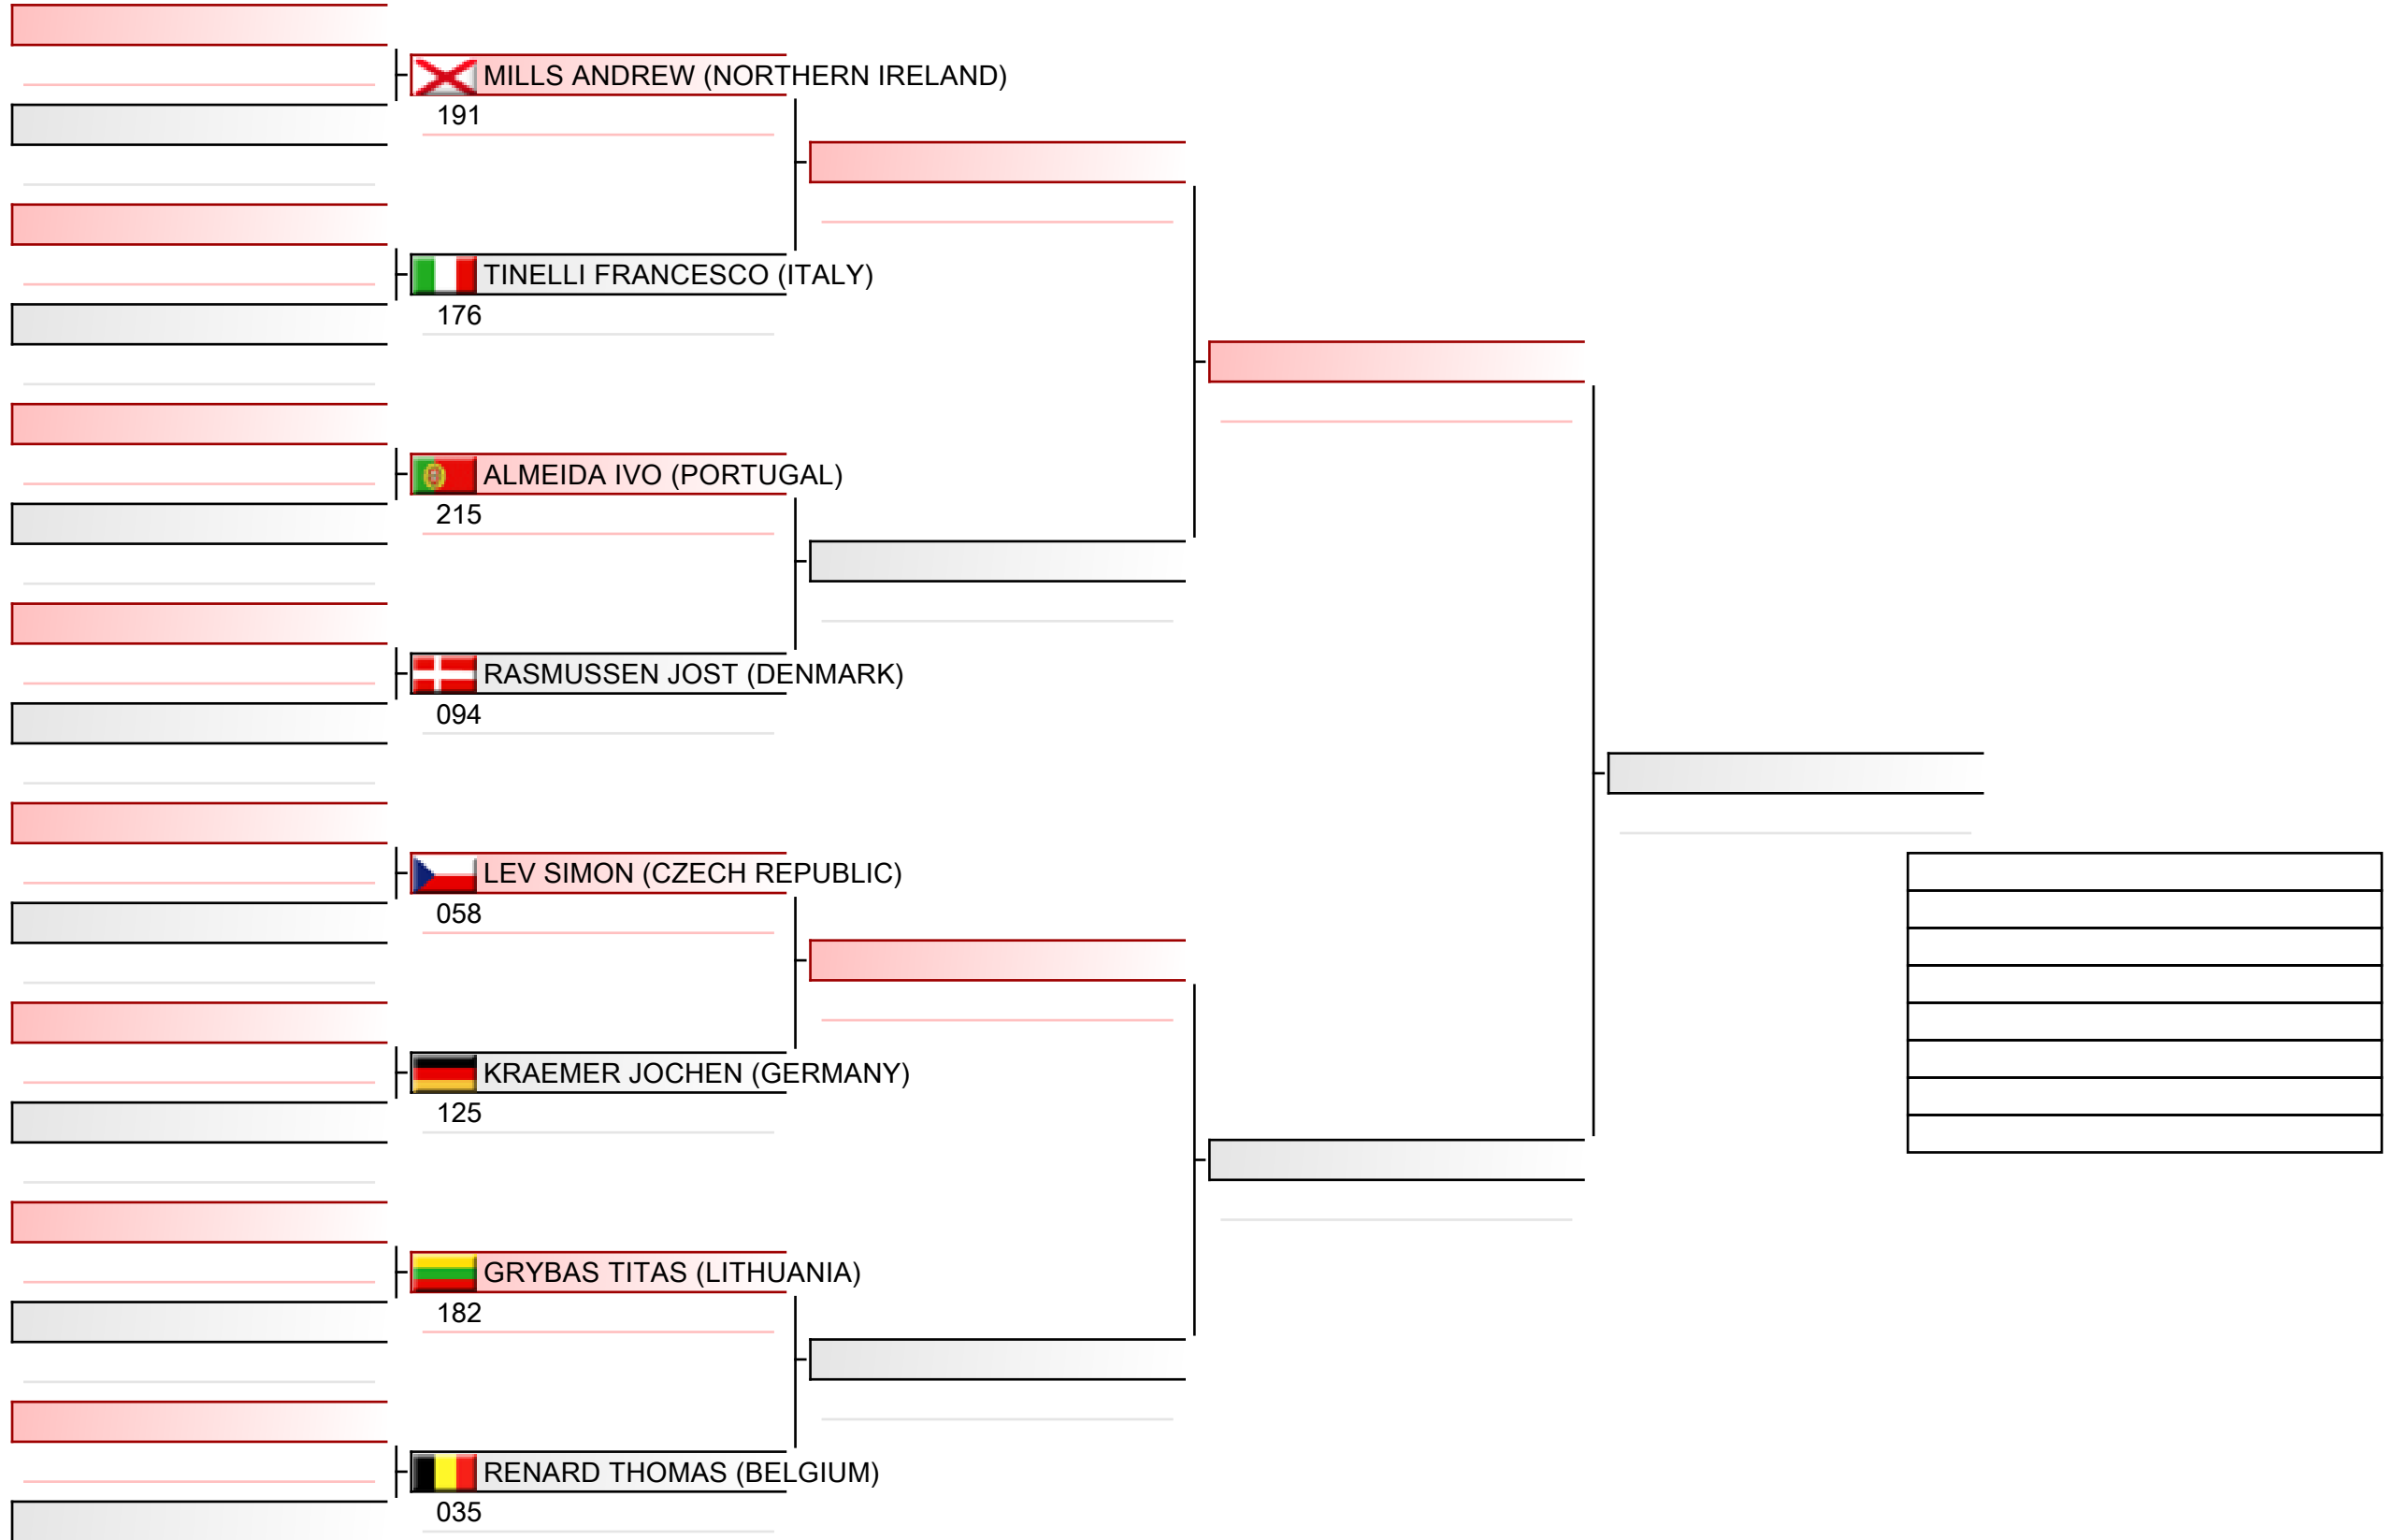 MILLS ANDREW (NORTHERN IRELAND)
191
TINELLI FRANCESCO (ITALY)
176
ALMEIDA IVO (PORTUGAL)
215
RASMUSSEN JOST (DENMARK)
094
LEV SIMON (CZECH REPUBLIC)
058
KRAEMER JOCHEN (GERMANY)
125
GRYBAS TITAS (LITHUANIA)
182
RENARD THOMAS (BELGIUM)
035